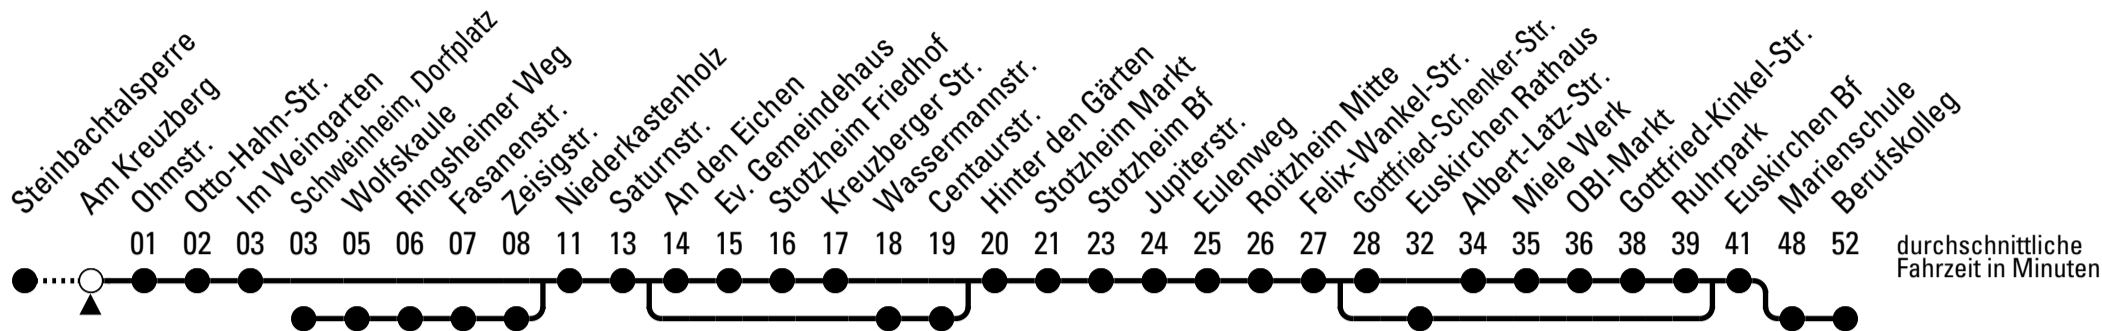 Steinbachtalsperre
Am Kreuzberg
Ohmstr.
Otto-Hahn-Str.
Im Weingarten
Schweinheim, Dorfplatz
Wolfskaule
Ringsheimer Weg
Fasanenstr.
Zeisigstr.
Niederkastenholz
Saturnstr.
An den Eichen
Ev. Gemeindehaus
Stotzheim Friedhof
Kreuzberger Str.
Wassermannstr.
Centaurstr.
Hinter den Gärten
Stotzheim Markt
Stotzheim Bf
Jupiterstr.
Eulenweg
Roitzheim Mitte
Felix-Wankel-Str.
Gottfried-Schenker-Str.
Euskirchen Rathaus
Albert-Latz-Str.
Miele Werk
OBI-Markt
Gottfried-Kinkel-Str.
Ruhrpark
Euskirchen Bf
Marienschule
Berufskolleg
01 02 03 03 05 06 07 08 11 13 14 15 16 17 18 19 20 21 23 24 25 26 27 28 32 34 35 36 38 39 41 48 52
durchschnittliche
Fahrzeit in Minuten